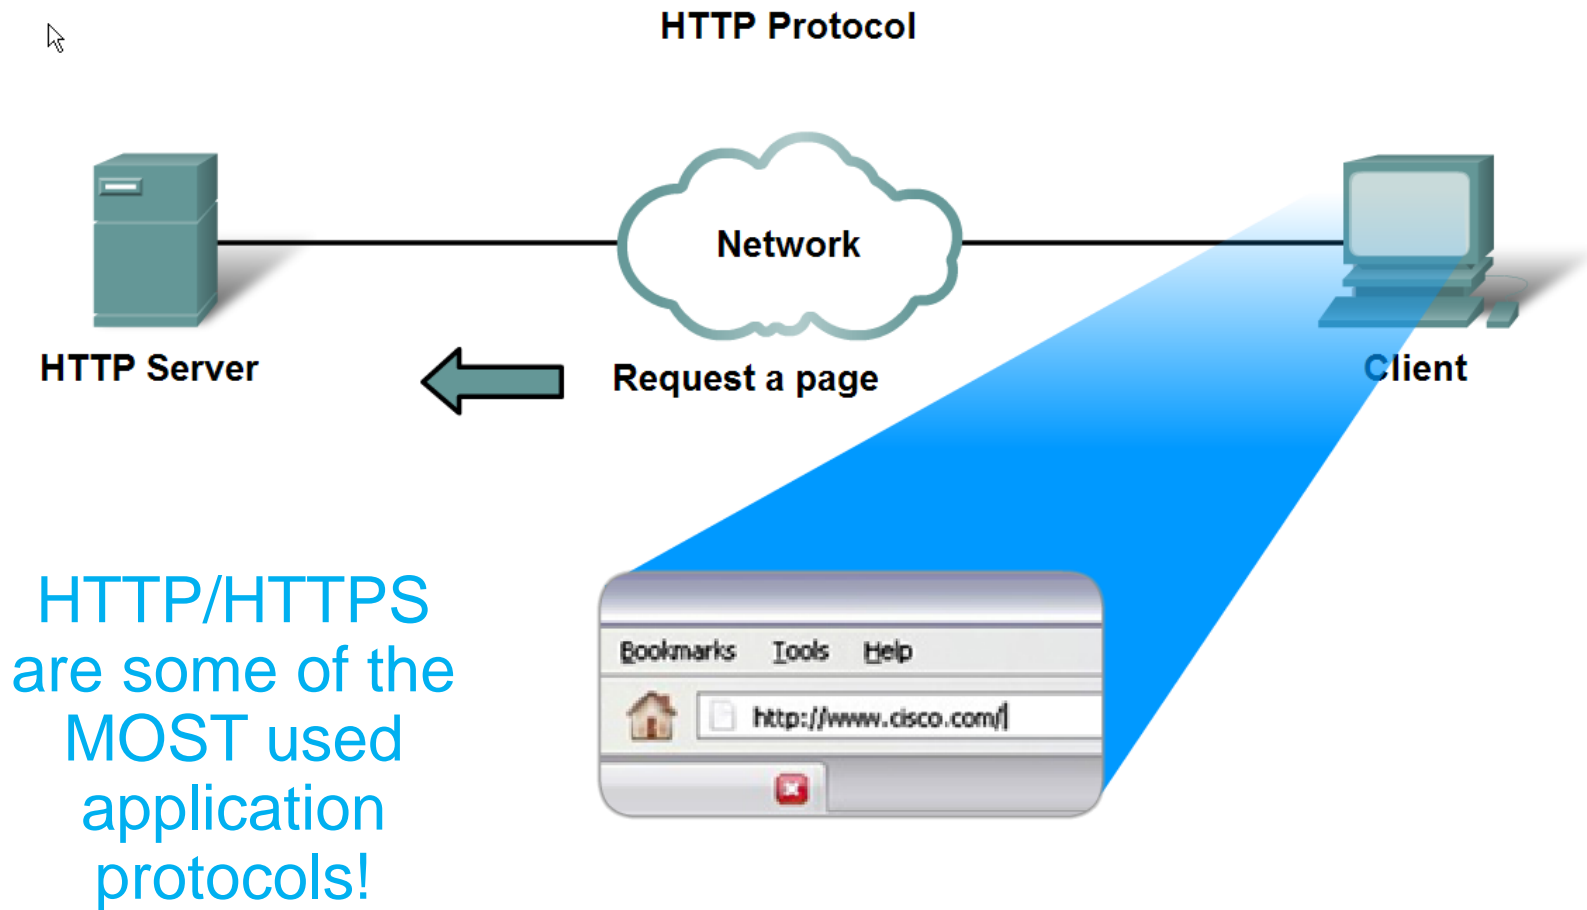 HTTP Protocol
Network
HTTP Server
Request a page
Client
HTTP/HTTPS
are some of the
MOST used
application
protocols!
Bookmarks Tools Help
http://www.cisco.com/